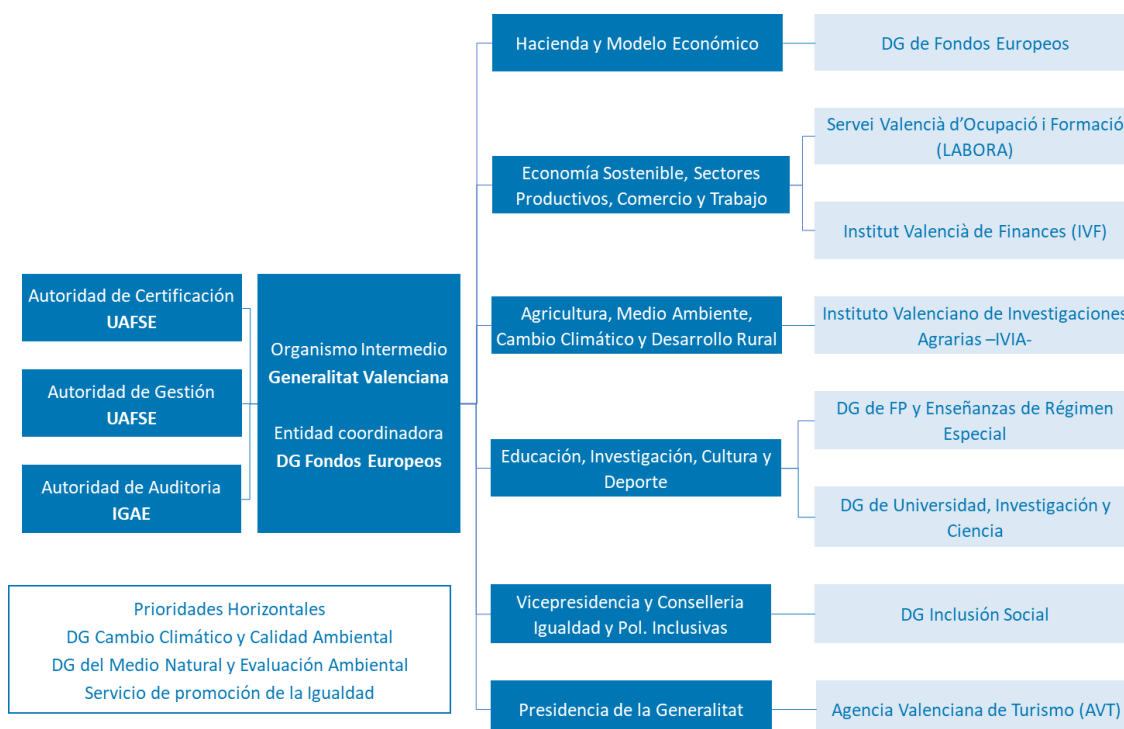 Autoridad de Certificación
UAFSE
Autoridad de Gestión
UAFSE
Autoridad de Auditoria
IGAE
Organismo Intermedio
Generalitat Valenciana
Entidad coordinadora
DG Fondos Europeos
Hacienda y Modelo Económico
DG de Fondos Europeos
Economía Sostenible, Sectores
Productivos, Comercio y Trabajo
Servei Valencià d’Ocupació i Formació
(LABORA)
Institut Valencià de Finances (IVF)
Agricultura, Medio Ambiente,
Cambio Climático y Desarrollo Rural
Instituto Valenciano de Investigaciones
Agrarias –IVIA-
Educación, Investigación, Cultura y
Deporte
DG de FP y Enseñanzas de Régimen
Especial
DG de Universidad, Investigación y
Ciencia
Vicepresidencia y Conselleria
Igualdad y Pol. Inclusivas
DG Inclusión Social
Presidencia de la Generalitat
Agencia Valenciana de Turismo (AVT)
Prioridades Horizontales
DG Cambio Climático y Calidad Ambiental
DG del Medio Natural y Evaluación Ambiental
Servicio de promoción de la Igualdad